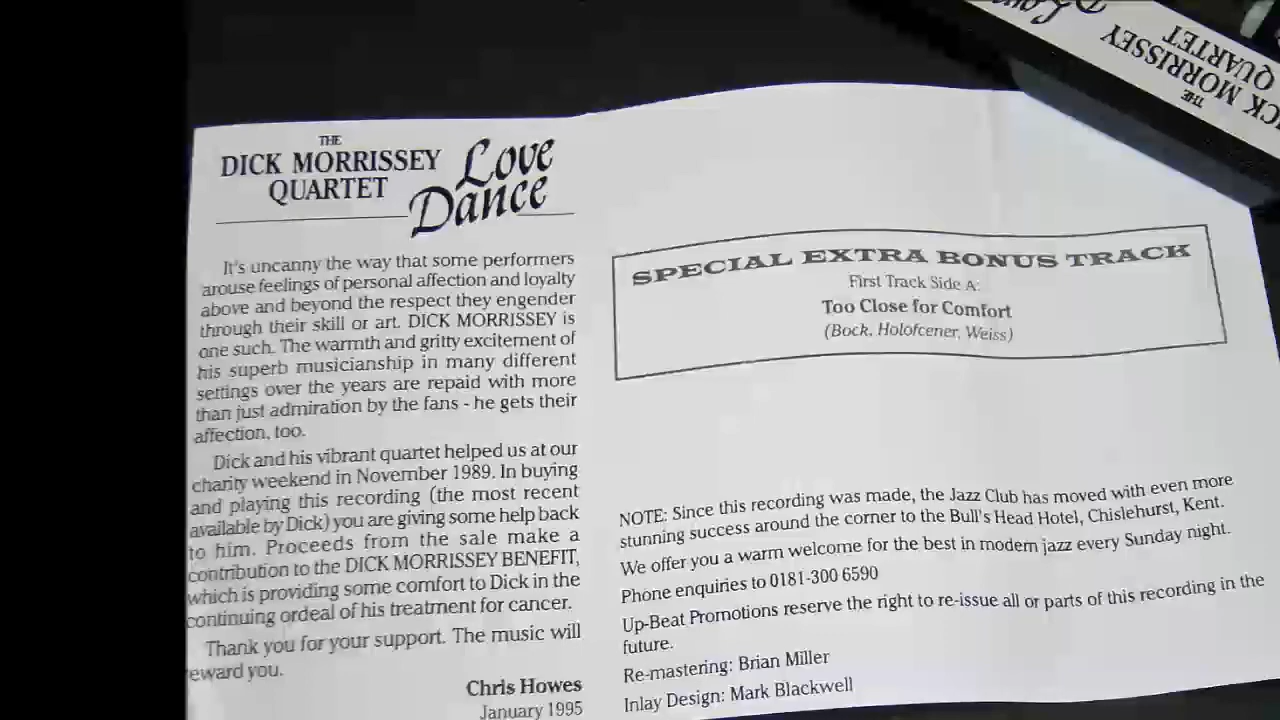 THE
DICK MORRISSEY
QUARTET
Love
Dance
It's uncanny the way that some performers
arouse feelings of personal affection and loyalty
above and beyond the respect they engender
through their skill or art. DICK MORRISSEY is
one such. The warmth and gritty excitement of
his superb musicianship in many different
settings over the years are repaid with more
than just admiration by the fans - he gets their
affection, too.
Dick and his vibrant quartet helped us at our
charity weekend in November 1989. In buying
and playing this recording (the most recent
available by Dick) you are giving some help back
to him. Proceeds from the sale make a
contribution to the DICK MORRISSEY BENEFIT,
which is providing some comfort to Dick in the
continuing ordeal of his treatment for cancer.
Thank you for your support. The music will
eward you.
Chris Howes
January 1995
SPECIAL EXTRA BONUS TRACK
First Track Side A:
Too Close for Comfort
(Bock, Holofcener, Weiss)
NOTE: Since this recording was made, the Jazz Club has moved with even more
stunning success around the corner to the Bull's Head Hotel, Chislehurst, Kent.
We offer you a warm welcome for the best in modern jazz every Sunday night.
Phone enquiries to 0181-300 6590
Up-Beat Promotions reserve the right to re-issue all or parts of this recording in the
future.
Re-mastering: Brian Miller
Inlay Design: Mark Blackwell
THE
CK MORRISSEY
QUARTET